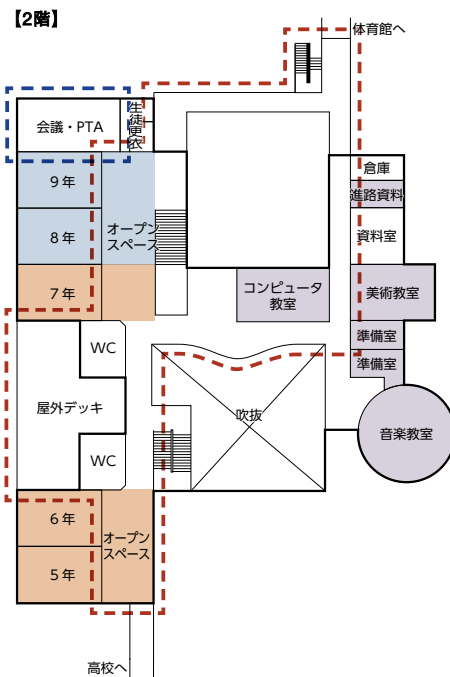 【2階】
体育館へ
会議・PTA
生徒更衣
9年
8年
7年
オープン
スペース
倉庫
進路資料
資料室
コンピュータ
教室
美術教室
準備室
準備室
WC
屋外デッキ
吹抜
音楽教室
WC
6年
5年
オープン
スペース
高校へ